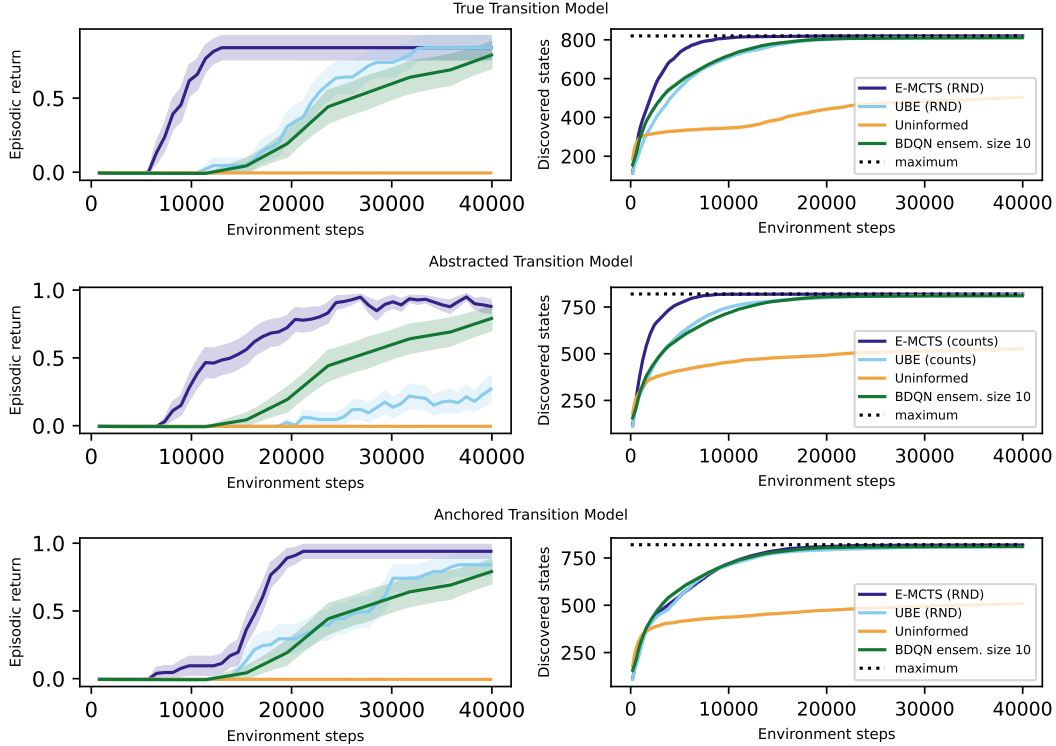 True Transition Model
Episodic return
0.5
0.0
0 10000 20000 30000 40000
Environment steps
Discovered states
800
600
400
200
E-MCTS (RND)
UBE (RND)
Uninformed
BDQN ensem. size 10
maximum
0 10000 20000 30000 40000
Environment steps
Abstracted Transition Model
Episodic return
1.0
0.5
0.0
0 10000 20000 30000 40000
Environment steps
Discovered states
750
500
250
E-MCTS (counts)
UBE (counts)
Uninformed
BDQN ensem. size 10
maximum
0 10000 20000 30000 40000
Environment steps
Anchored Transition Model
Episodic return
1.0
0.5
0.0
0 10000 20000 30000 40000
Environment steps
Discovered states
750
500
250
E-MCTS (RND)
UBE (RND)
Uninformed
BDQN ensem. size 10
maximum
0 10000 20000 30000 40000
Environment steps